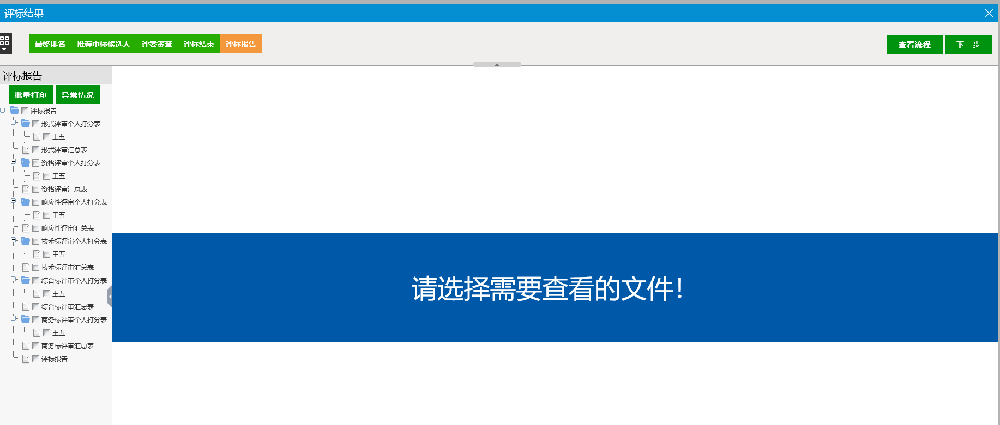 评标结果
最终排名 推荐中标候选人 评委签章 评标结束 评标报告 查看流程 下一步
评标报告
批量打印 异常情况
评标报告
形式评审个人打分表
王五
形式评审汇总表
资格评审个人打分表
王五
资格评审汇总表
响应性评审个人打分表
王五
响应性评审汇总表
技术标评审个人打分表
王五
技术标评审汇总表
综合标评审个人打分表
王五
综合标评审汇总表
商务标评审个人打分表
王五
商务标评审汇总表
评标报告
请选择需要查看的文件!